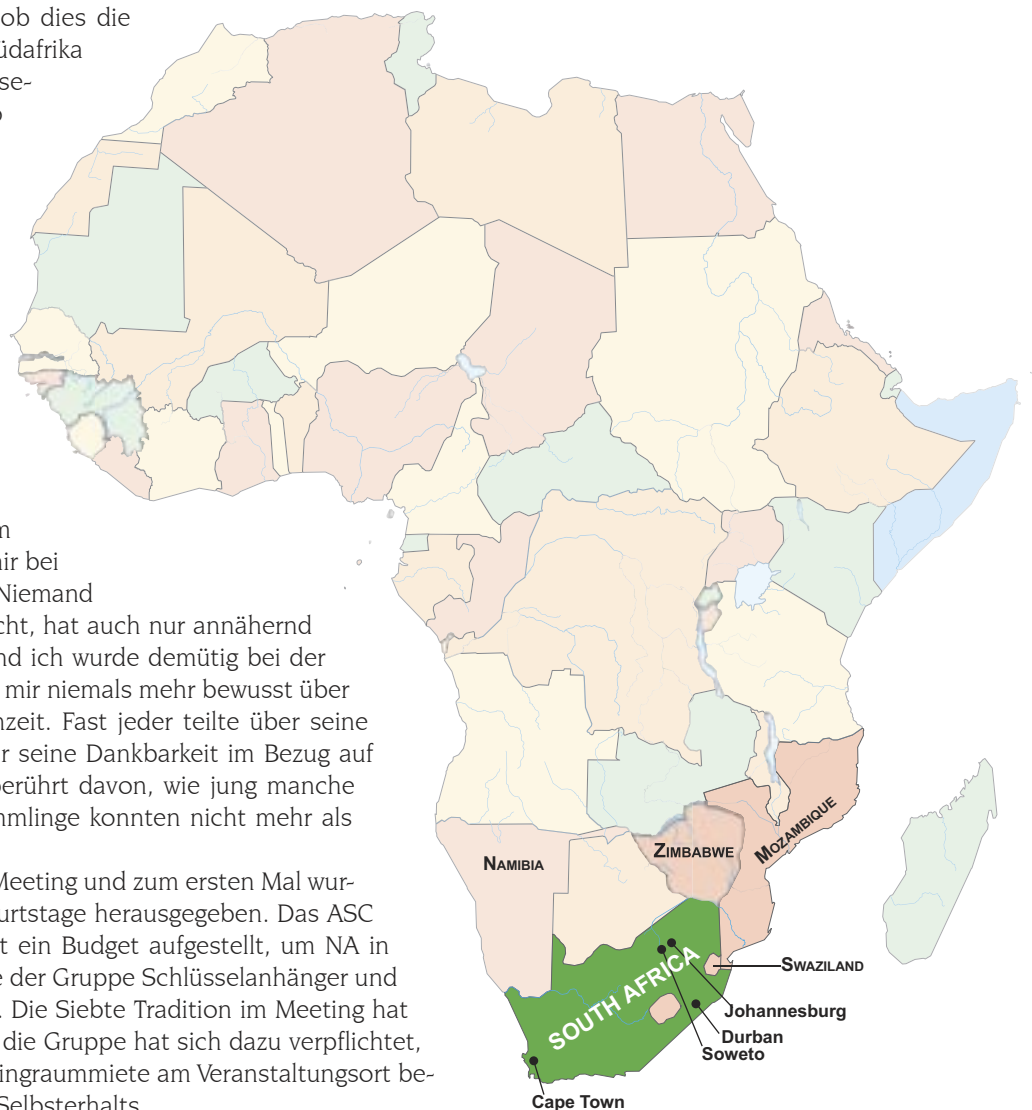 ob dies die
üdafrika
se-
o
m
nir bei
Niemand
cht, hat auch nur annähernd
nd ich wurde demütig bei der
mir niemals mehr bewusst über
nzeit. Fast jeder teilte über seine
r seine Dankbarkeit im Bezug auf
erührt davon, wie jung manche
mmlinge konnten nicht mehr als
Meeting und zum ersten Mal wur-
urtstage herausgegeben. Das ASC
t ein Budget aufgestellt, um NA in
e der Gruppe Schlüsselanhänger und
. Die Siebte Tradition im Meeting hat
die Gruppe hat sich dazu verpflichtet,
ingraummiete am Veranstaltungsort be-
Selbsterhalts
NAMIBIA
ZIMBABWE
MOZAMBIQUE
SWAZILAND
SOUTH AFRICA
Johannesburg
Durban
Soweto
Cape Town